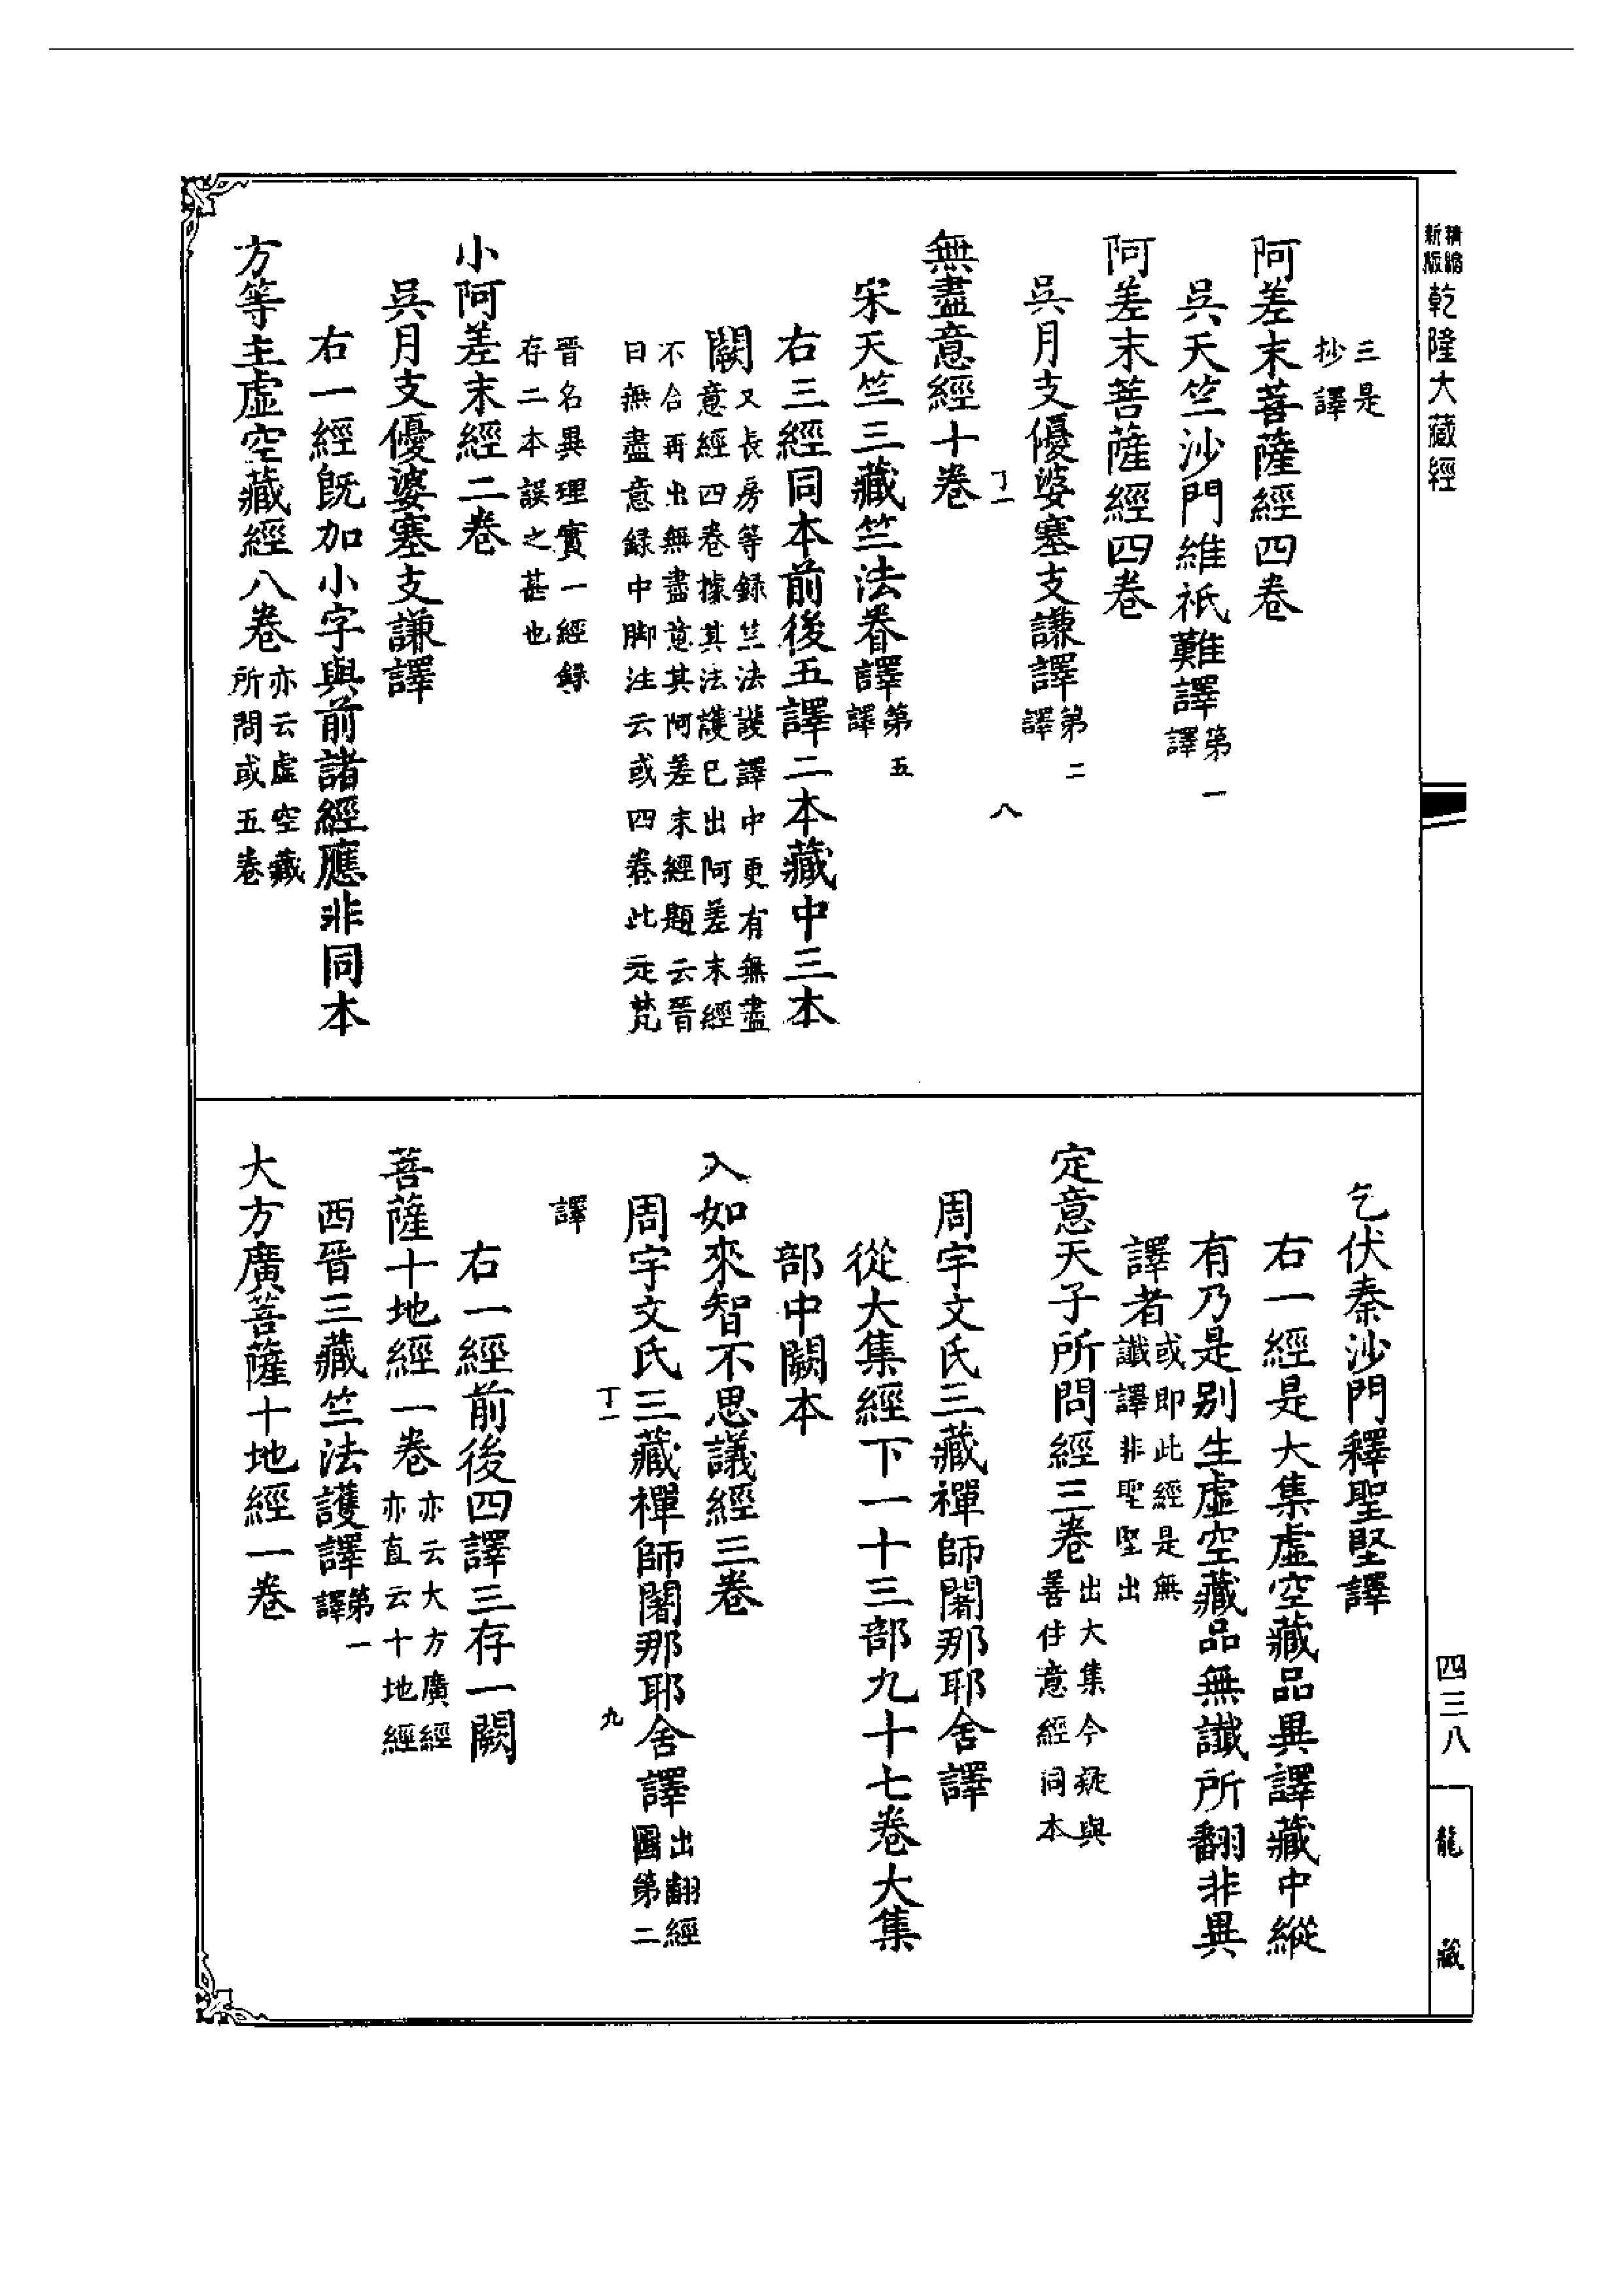 精縮新版乾隆大藏經
三是抄譯
阿差末菩薩經四卷
吳天竺沙門維祇難譯第一譯
阿差末菩薩經四卷
吳月支優婆塞支謙譯第二譯
丁一 八
無盡意經十卷
宋天竺三藏竺法眷譯第五譯
右三經同本前後五譯二本藏中三本
闕又長房等録竺法護譯中更有無盡意經四卷據其法護已出阿差末經
不合再出無盡意其阿差末經題云晉曰無盡意録中脚注云或四卷此是梵
晉名異理實一經録存二本誤之甚也
小阿差末經二卷
吳月支優婆塞支謙譯
右一經既加小字與前諸經應非同本
方等主虛空藏經八卷亦云虛空藏所問或五卷
乞伏秦沙門釋聖堅譯
右一經是大集虛空藏品異譯藏中縱
有乃是別生虛空藏品無讖所翻非異
譯者或即此經是無讖譯非聖堅出
定意天子所問經三卷出大集今疑與善住意經同本
周宇文氏三藏禪師闍那耶舍譯
從大集經下一十三部九十七卷大集
部中闕本
入如來智不思議經三卷
周宇文氏三藏禪師闍那耶舍譯出翻經圖第二
丁一 九
譯
右一經前後四譯三存一闕
菩薩十地經一卷亦云大方廣經亦直云十地經
西晉三藏竺法護譯第一譯
大方廣菩薩十地經一卷
四三八
龍藏